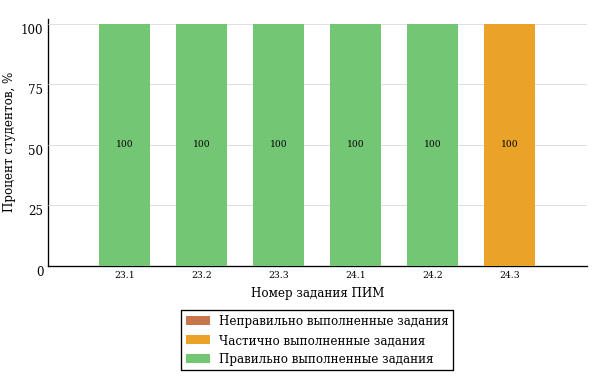 Процент студентов, %
100
75
50
25
0
100 100 100 100 100 100
23.1 23.2 23.3 24.1 24.2 24.3
Номер задания ПИМ
Неправильно выполненные задания
Частично выполненные задания
Правильно выполненные задания